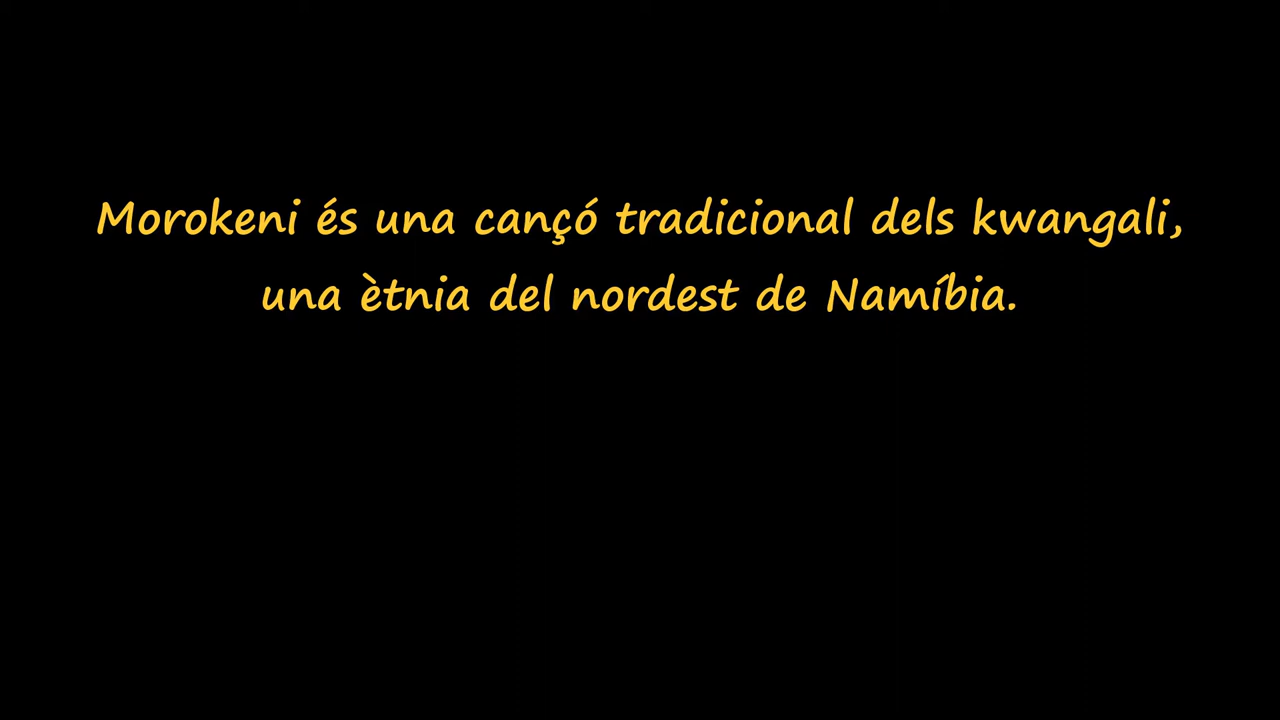 Morokeni és una cançó tradicional dels kwangali,
una ètnia del nordest de Namíbia.